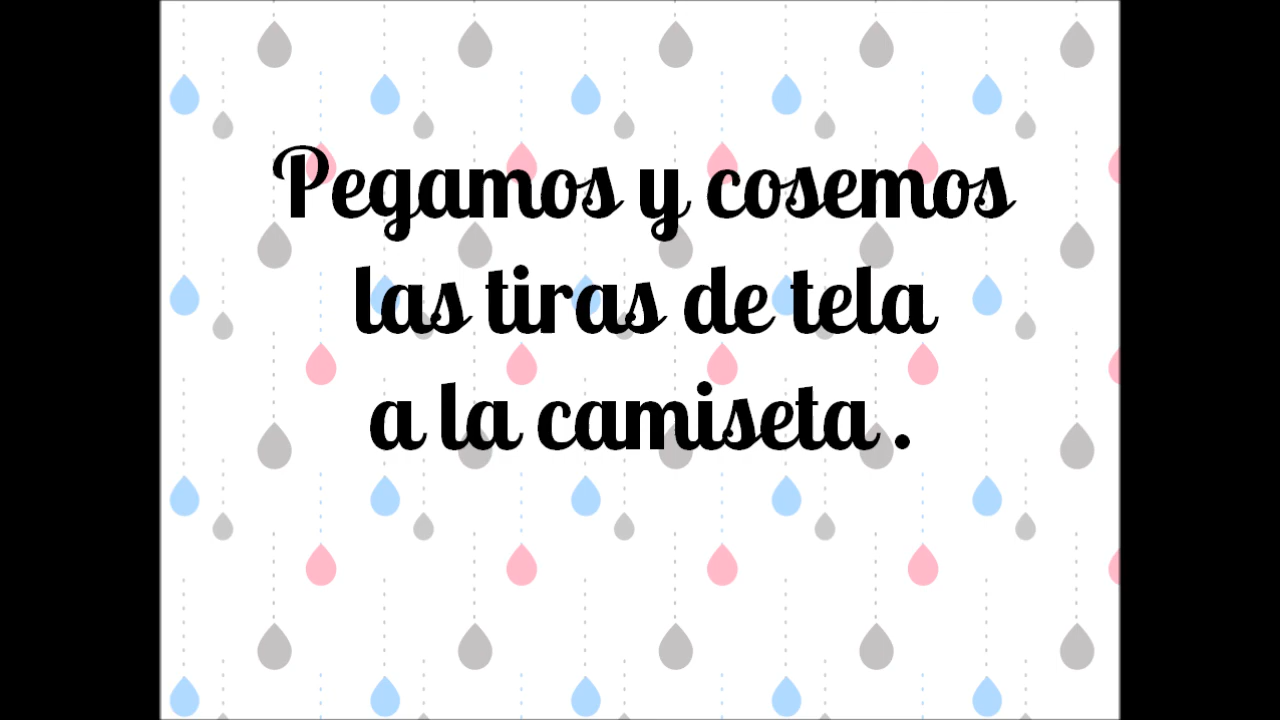 Pegamos y cosemos
las tiras de tela
a la camiseta .